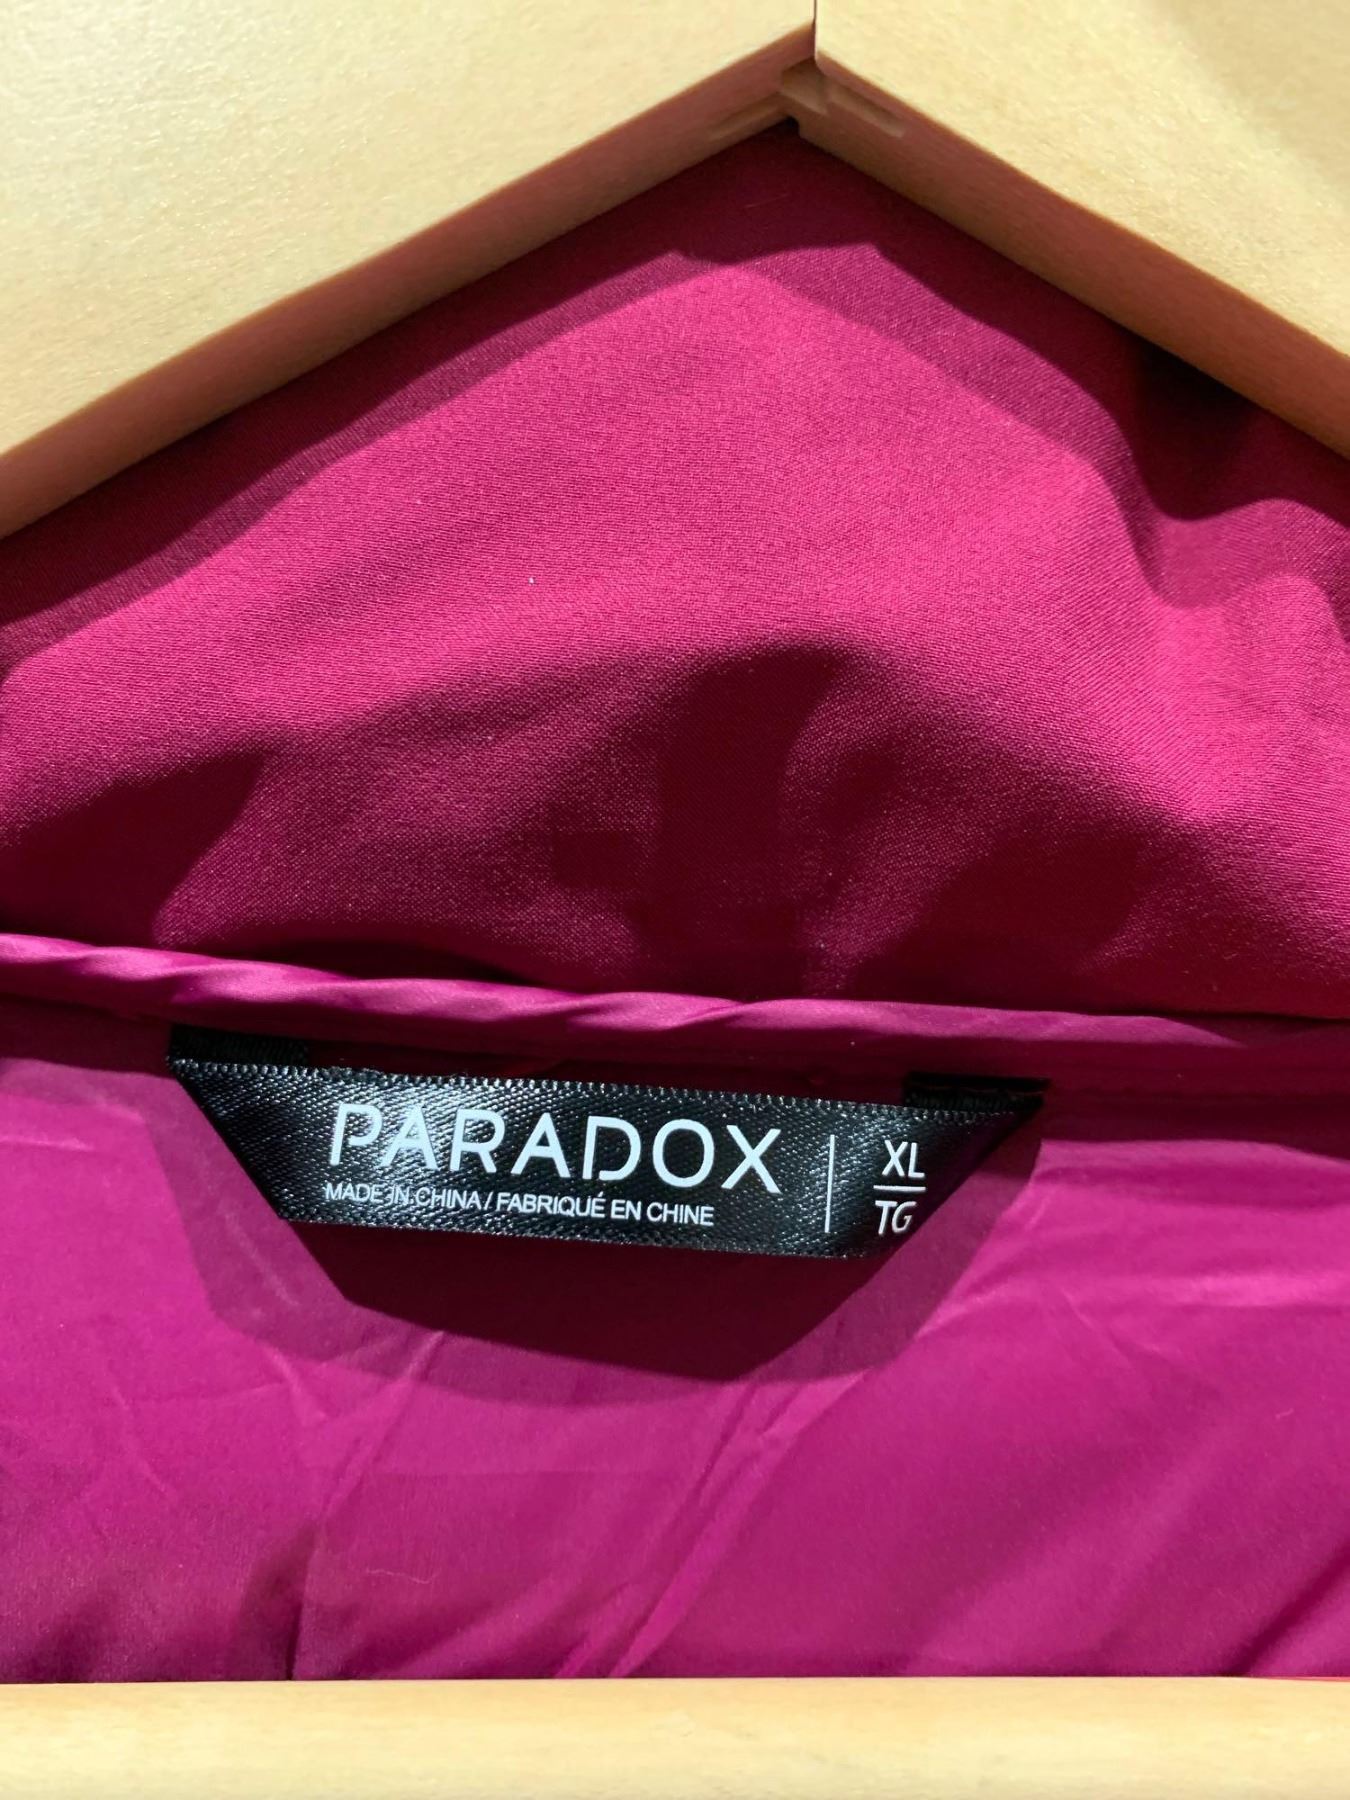 PARADOX
MADE IN CHINA / FABRIQUÉ EN CHINE
XL
TG